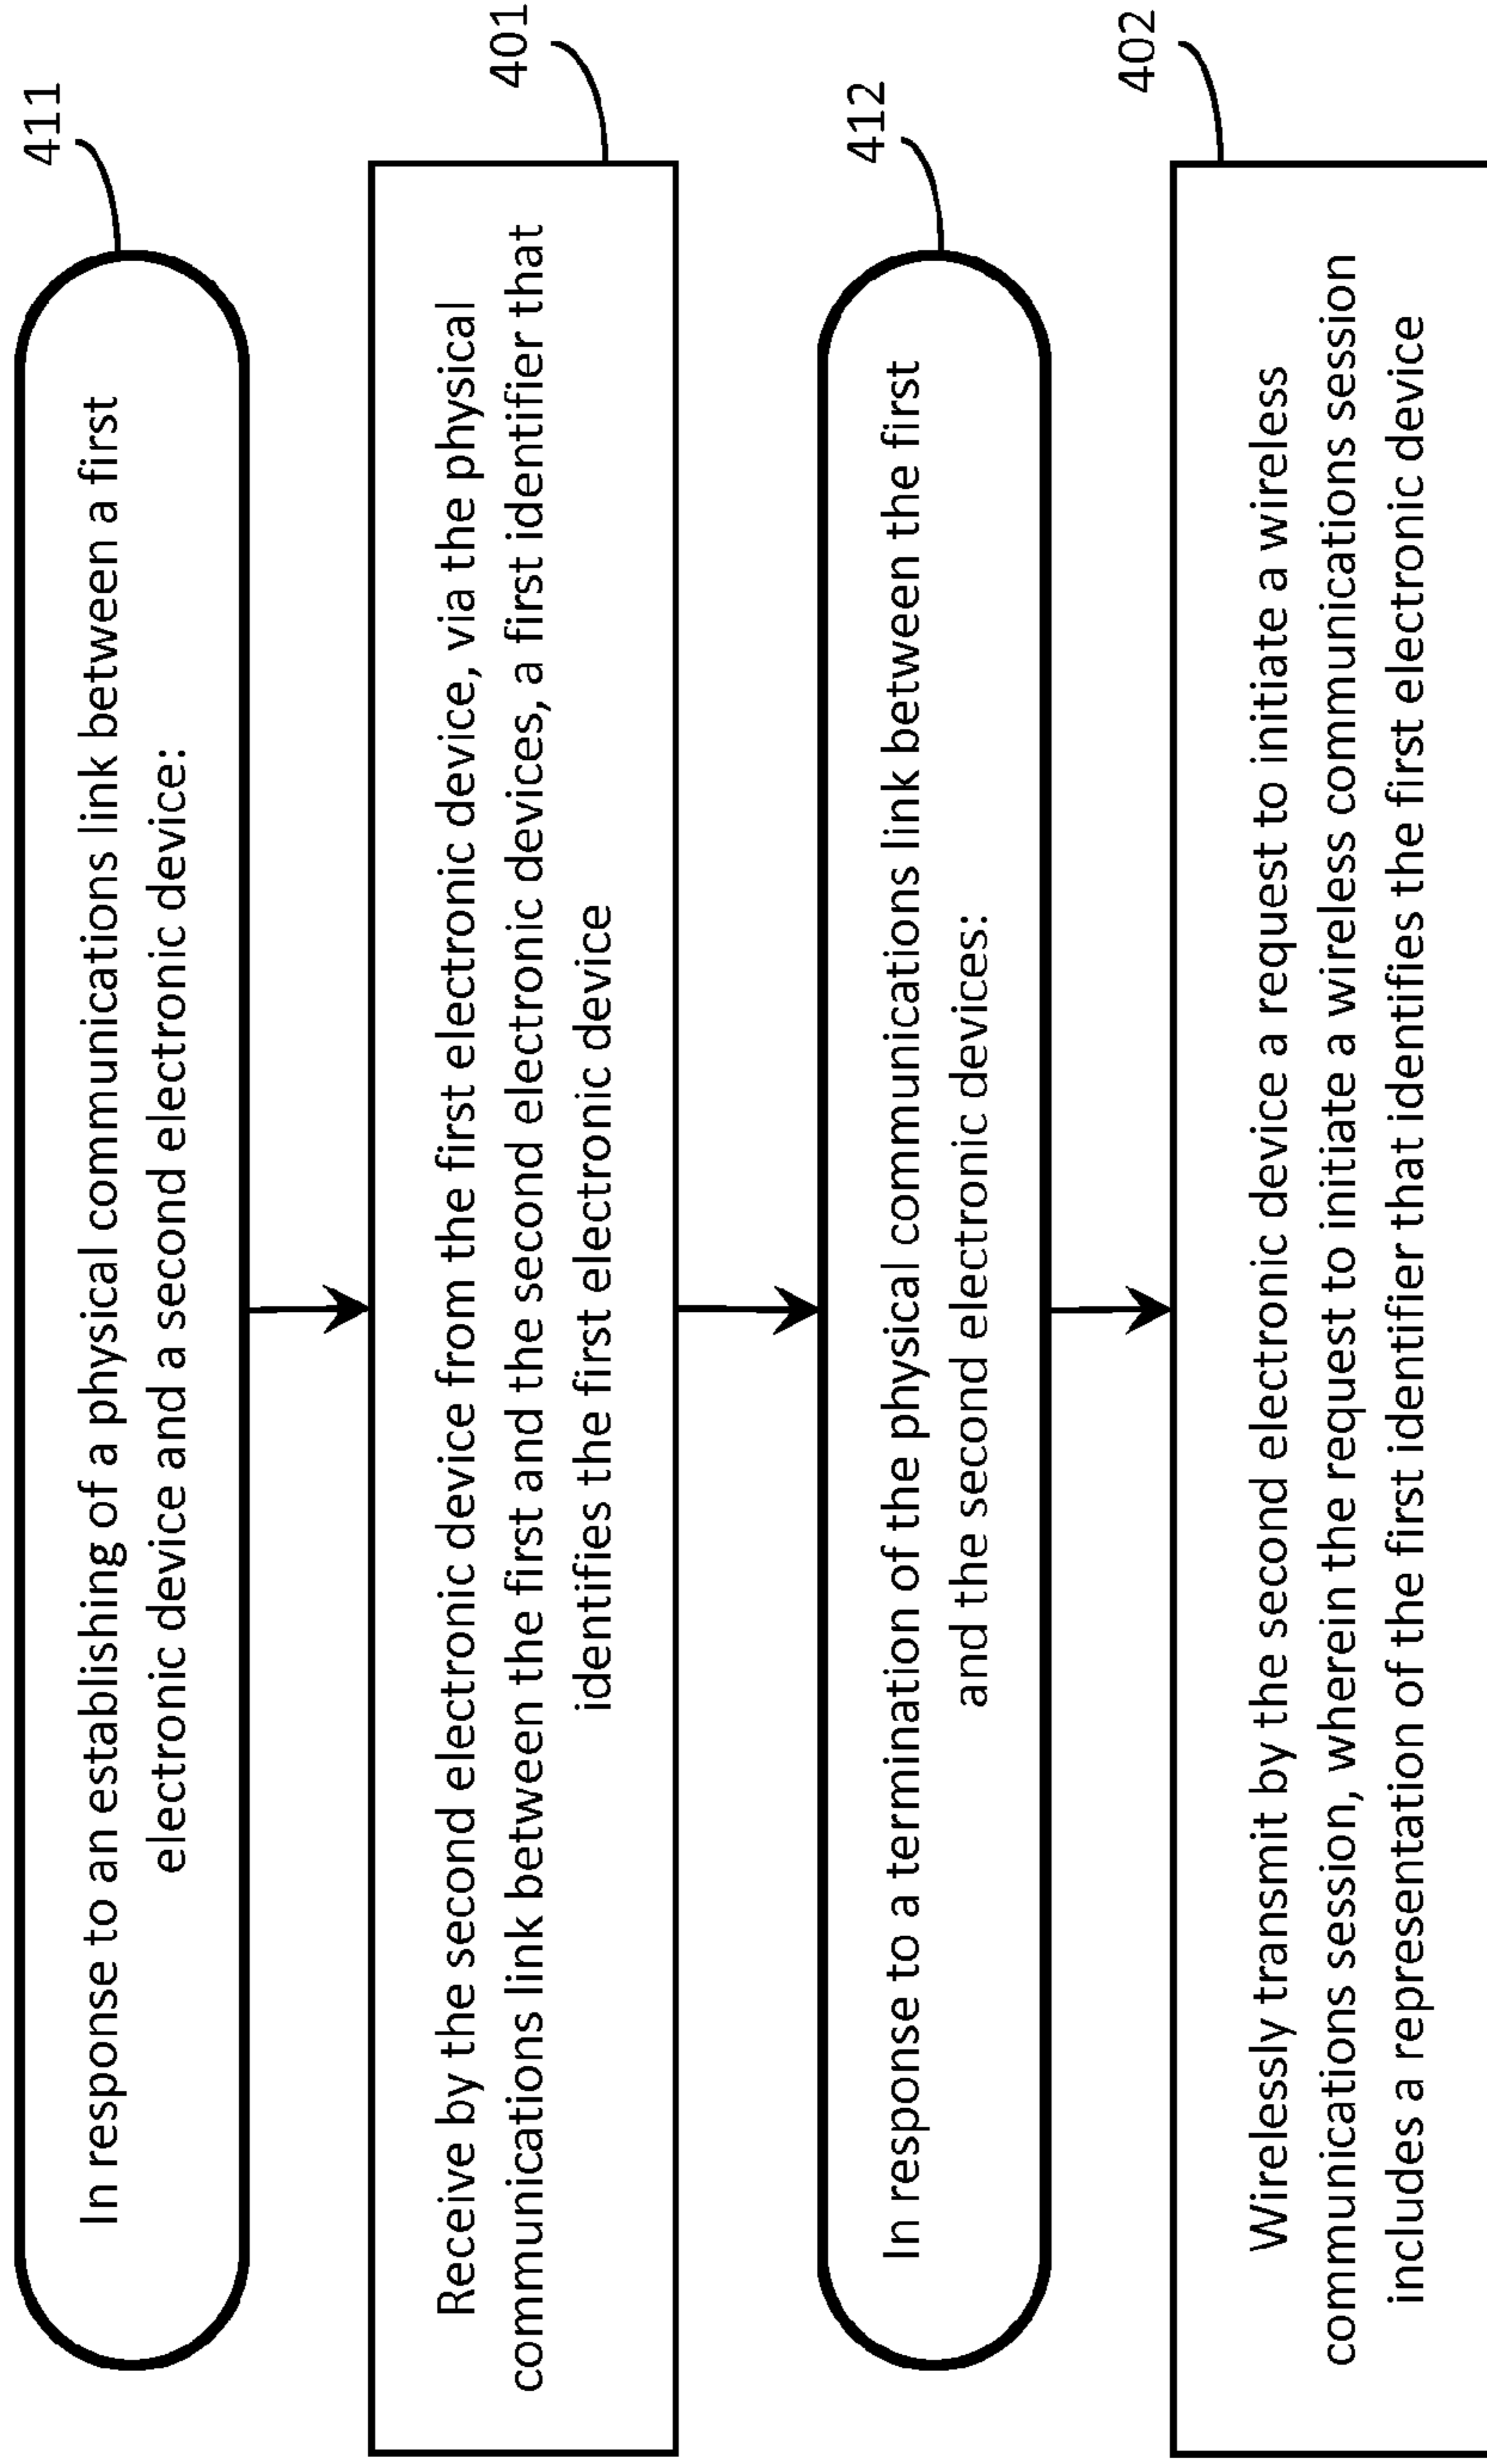 411
In response to an establishing of a physical communications link between a first
electronic device and a second electronic device:
401
Receive by the second electronic device from the first electronic device, via the physical
communications link between the first and the second electronic devices, a first identifier that
identifies the first electronic device
412
In response to a termination of the physical communications link between the first
and the second electronic devices:
402
Wirelessly transmit by the second electronic device a request to initiate a wireless
communications session, wherein the request to initiate a wireless communications session
includes a representation of the first identifier that identifies the first electronic device